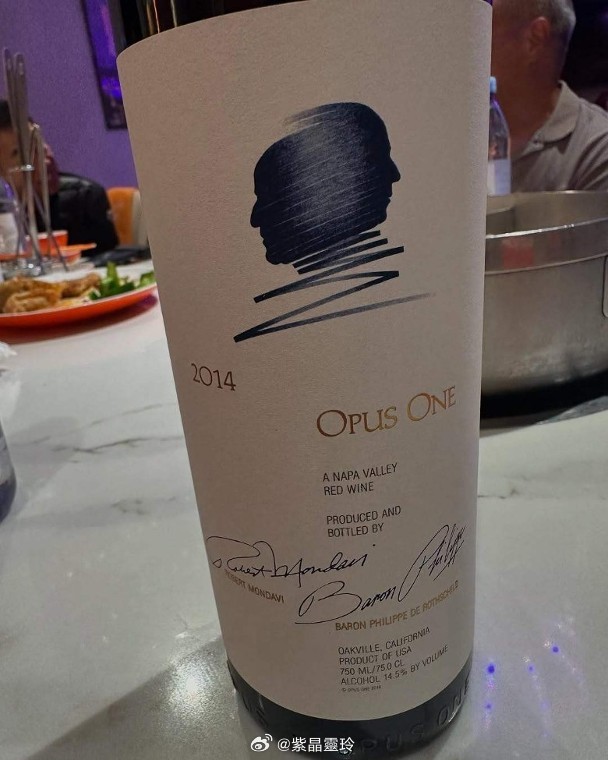 2014
OPUS ONE
A NAPA VALLEY
RED WINE
PRODUCED AND
BOTTLED BY
Robert Mondavi
ROBERT MONDAVI
Baron Philippe
BARON PHILIPPE DE ROTHSCHILD
OAKVILLE, CALIFORNIA
PRODUCT OF USA
750 ML/75.0 CL
ALCOHOL 14.5% BY VOLUME
OPUS ONE
@紫晶靈玲